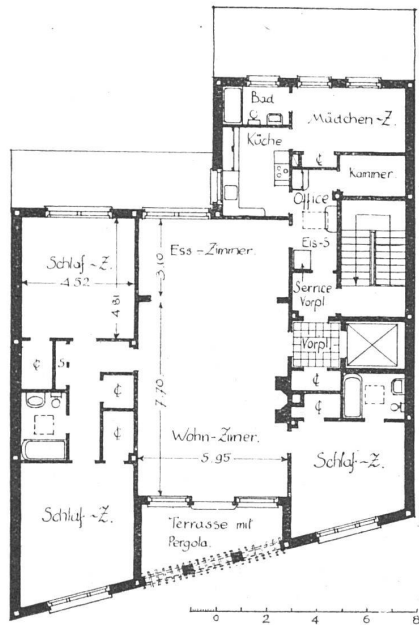 Bad
Mädchen-Z.
Küche
₵
Kammer
Office
Eis-S
Schlaf-Z.
4.52
4.81
Ess-Zimmer.
3.10
Service
Vorpl
Vorpl.
₵
S
₵
₵
₵
₵
7.70
Wohn-Zimer.
5.95
Schlaf-Z.
Schlaf-Z.
Terrasse mit
Pergola.
0 2 4 6 8